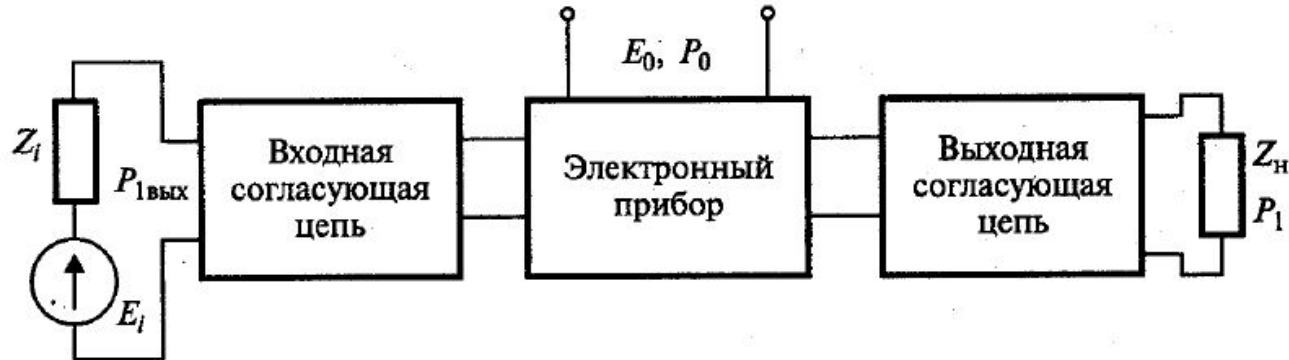 E₀, P₀
Zᵢ
P₁вых
Eᵢ
Входная
согласующая
цепь
Электронный
прибор
Выходная
согласующая
цепь
Zн
P₁